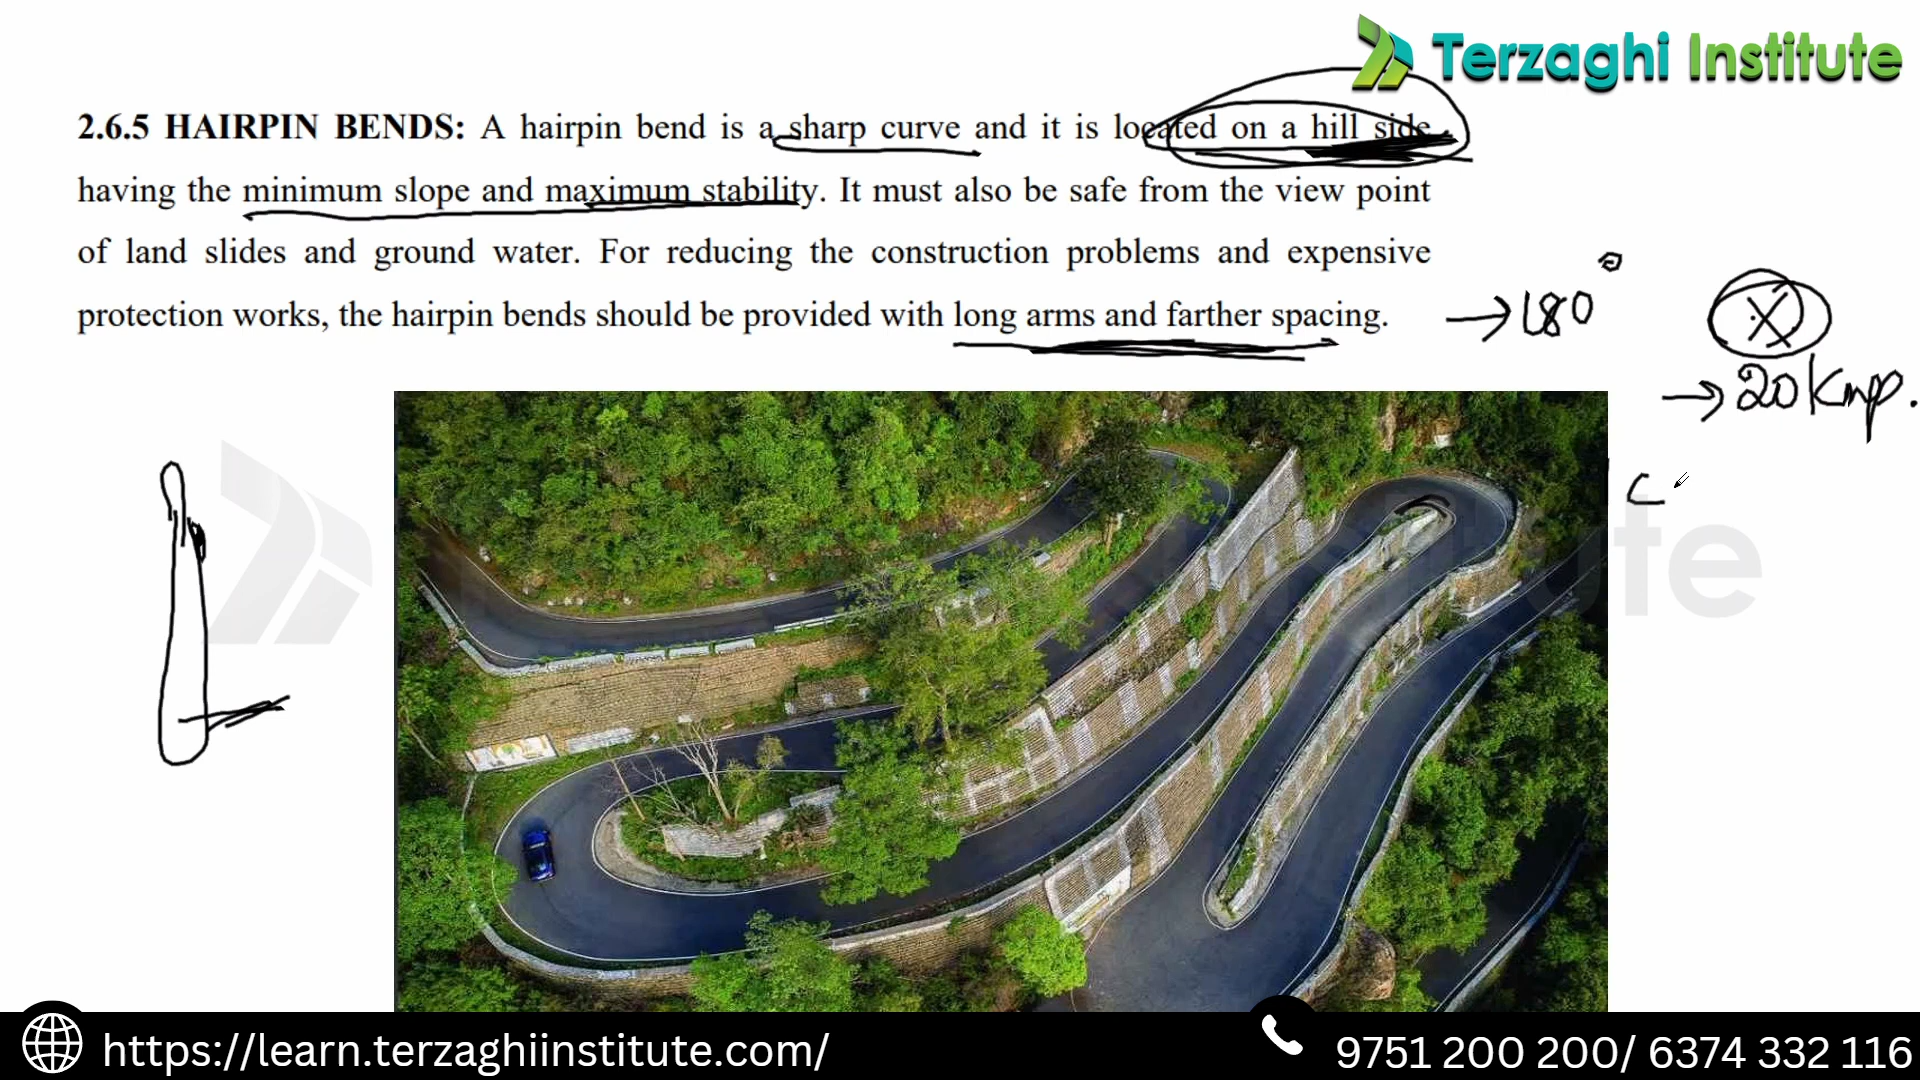 Terzaghi Institute
2.6.5 HAIRPIN BENDS: A hairpin bend is a sharp curve and it is located on a hill side
having the minimum slope and maximum stability. It must also be safe from the view point
of land slides and ground water. For reducing the construction problems and expensive
protection works, the hairpin bends should be provided with long arms and farther spacing.
→ 180°
X
→ 20
C
https://learn.terzaghiinstitute.com/
9751 200 200/ 6374 332 116